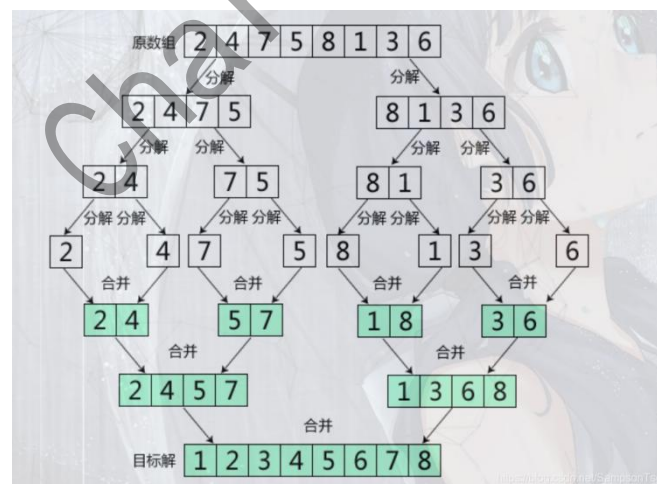 原数组 2 4 7 5 8 1 3 6
分解 分解
2 4 7 5 8 1 3 6
分解 分解 分解 分解
2 4 7 5 8 1 3 6
分解 分解 分解 分解 分解 分解 分解 分解
2 4 7 5 8 1 3 6
合并 合并 合并 合并
2 4 5 7 1 8 3 6
合并 合并
2 4 5 7 1 3 6 8
合并
目标解 1 2 3 4 5 6 7 8